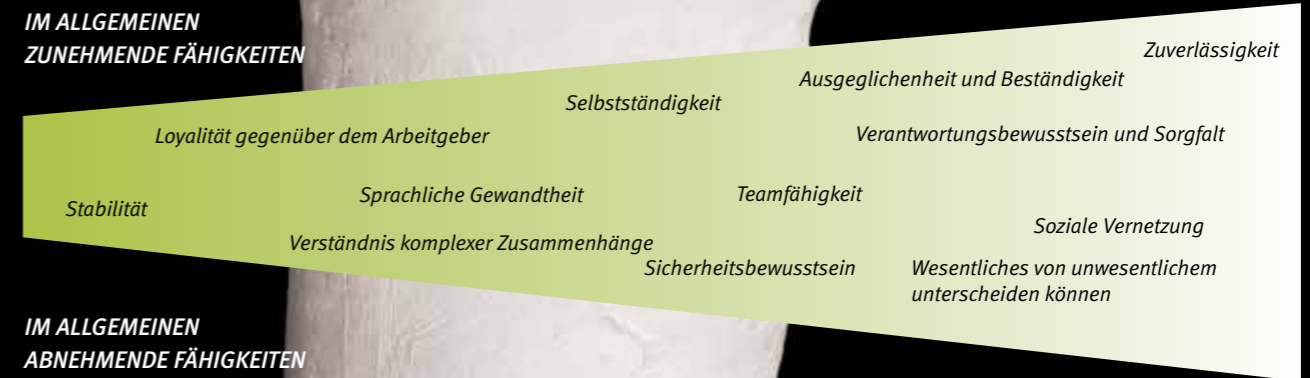 IM ALLGEMEINEN
ZUNEHMENDE FÄHIGKEITEN
Zuverlässigkeit
Ausgeglichenheit und Beständigkeit
Selbstständigkeit
Loyalität gegenüber dem Arbeitgeber
Verantwortungsbewusstsein und Sorgfalt
Sprachliche Gewandtheit
Teamfähigkeit
Stabilität
Soziale Vernetzung
Verständnis komplexer Zusammenhänge
Sicherheitsbewusstsein
Wesentliches von unwesentlichem
unterscheiden können
IM ALLGEMEINEN
ABNEHMENDE FÄHIGKEITEN